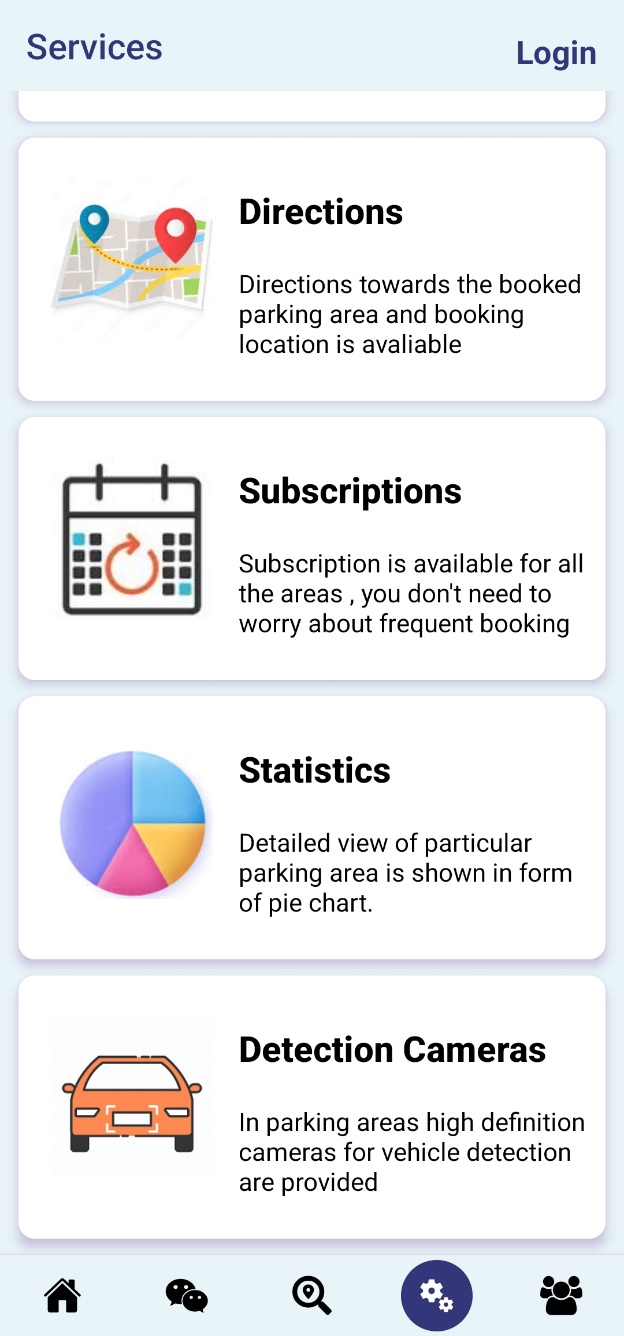 Services
Login
Directions
Directions towards the booked
parking area and booking
location is avaliable
Subscriptions
Subscription is available for all
the areas , you don't need to
worry about frequent booking
Statistics
Detailed view of particular
parking area is shown in form
of pie chart.
Detection Cameras
In parking areas high definition
cameras for vehicle detection
are provided